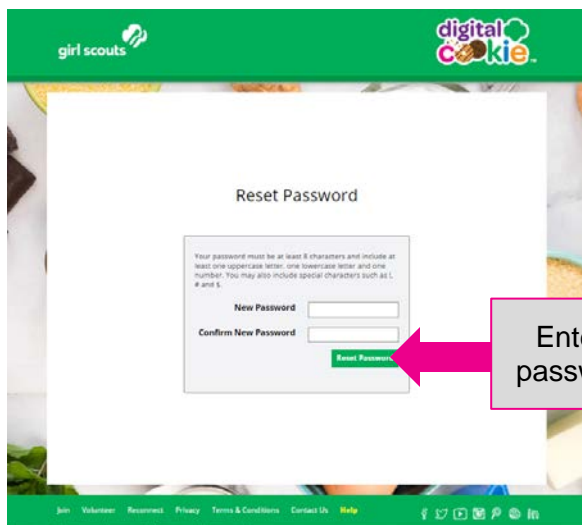 girl scouts
digital
cookie
Reset Password
Your password must be at least 8 characters and include at
least one uppercase letter, one lowercase letter and one
number. You may also include special characters such as !,
# and $.
New Password
Confirm New Password
Reset Password
Ente
passw
Join Volunteer Reconnect Privacy Terms & Conditions Contact Us Help